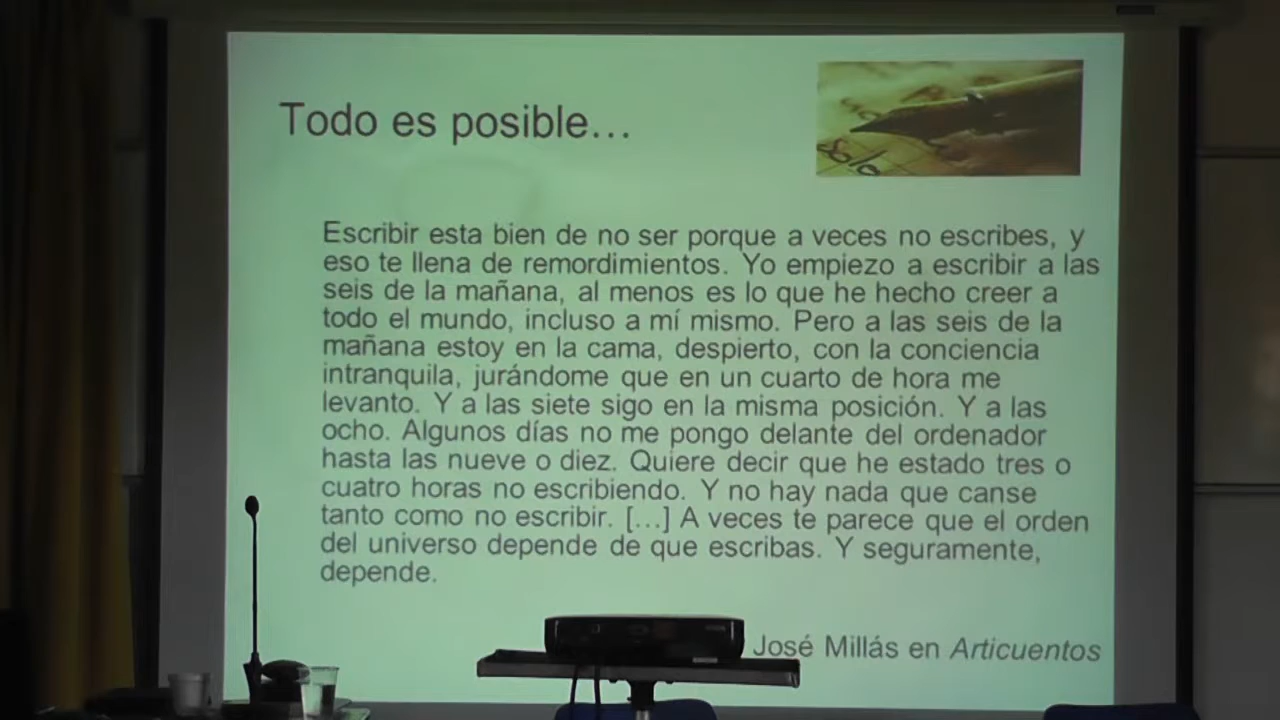 Todo es posible...
Escribir esta bien de no ser porque a veces no escribes, y
eso te llena de remordimientos. Yo empiezo a escribir a las
seis de la mañana, al menos es lo que he hecho creer a
todo el mundo, incluso a mí mismo. Pero a las seis de la
mañana estoy en la cama, despierto, con la conciencia
intranquila, jurándome que en un cuarto de hora me
levanto. Y a las siete sigo en la misma posición. Y a las
ocho. Algunos días no me pongo delante del ordenador
hasta las nueve o diez. Quiere decir que he estado tres o
cuatro horas no escribiendo. Y no hay nada que canse
tanto como no escribir. [...] A veces te parece que el orden
del universo depende de que escribas. Y seguramente,
depende.
José Millás en Articuentos